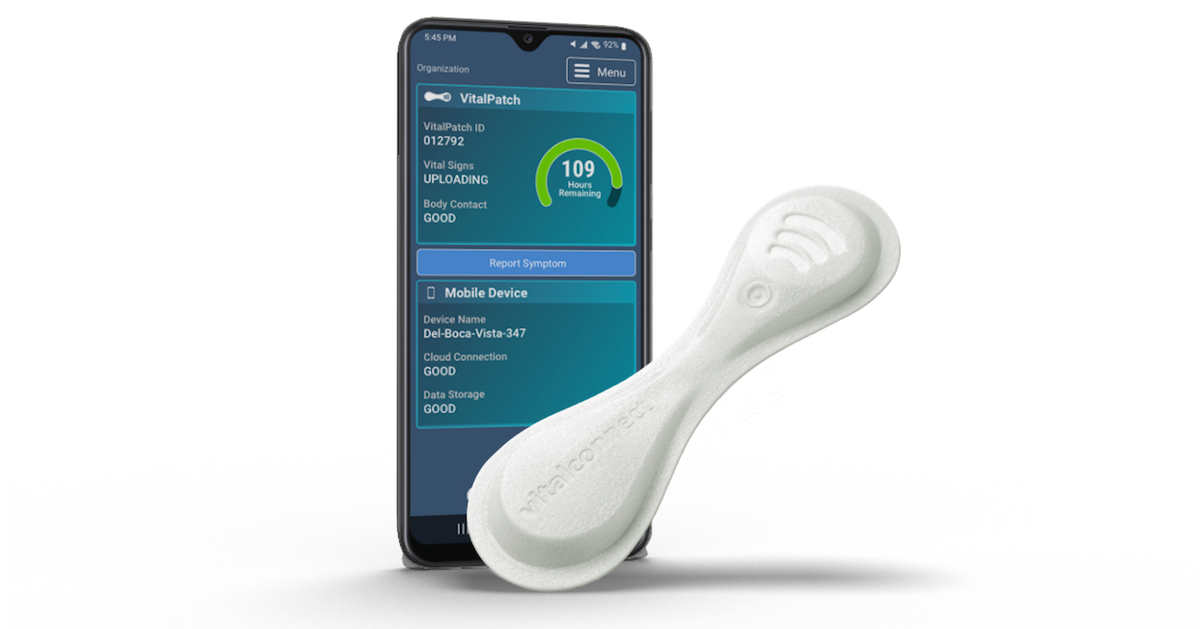 5:45 PM
92%
Organization
Menu
VitalPatch
VitalPatch ID
012792
Vital Signs
UPLOADING
Body Contact
GOOD
109
Hours
Remaining
Report Symptom
Mobile Device
Device Name
Del-Boca-Vista-347
Cloud Connection
GOOD
Data Storage
GOOD
vitalconnect